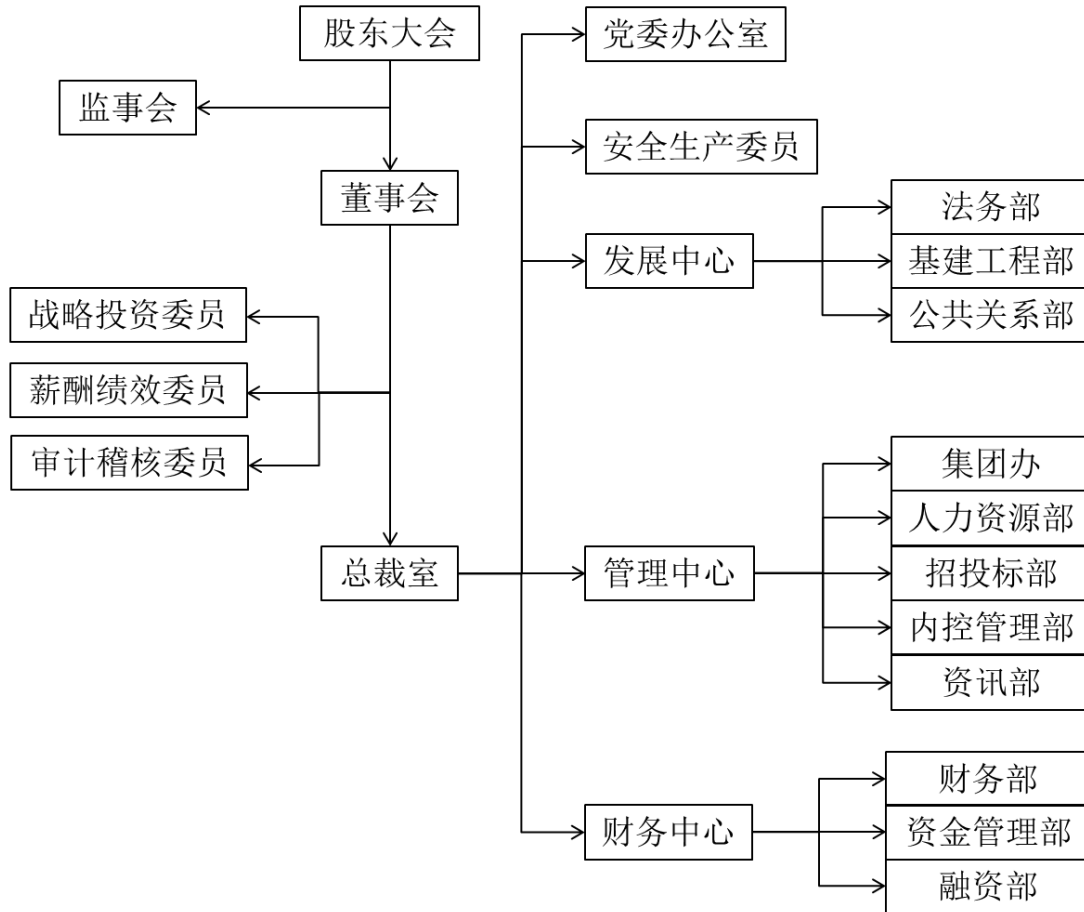 股东大会
监事会
董事会
战略投资委员
薪酬绩效委员
审计稽核委员
总裁室
党委办公室
安全生产委员
发展中心
法务部
基建工程部
公共关系部
管理中心
集团办
人力资源部
招投标部
内控管理部
资讯部
财务中心
财务部
资金管理部
融资部